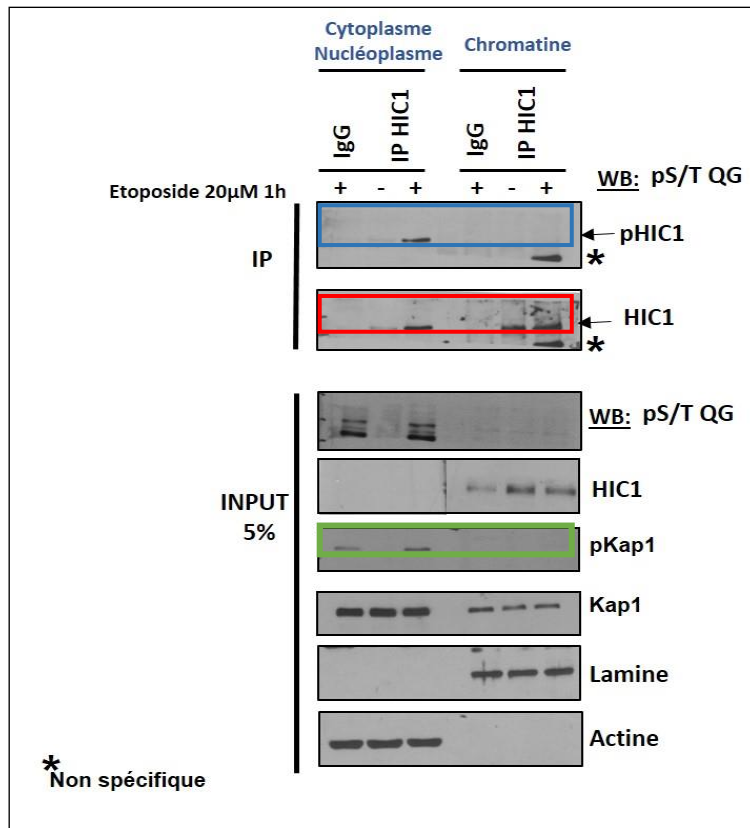 Cytoplasme
Nucléoplasme
Chromatine
IgG
IP HIC1
IgG
IP HIC1
Etoposide 20µM 1h
+ - + + - +
WB: pS/T QG
IP
pHIC1
*
HIC1
*
WB: pS/T QG
INPUT
5%
HIC1
pKap1
Kap1
Lamine
Actine
* Non spécifique